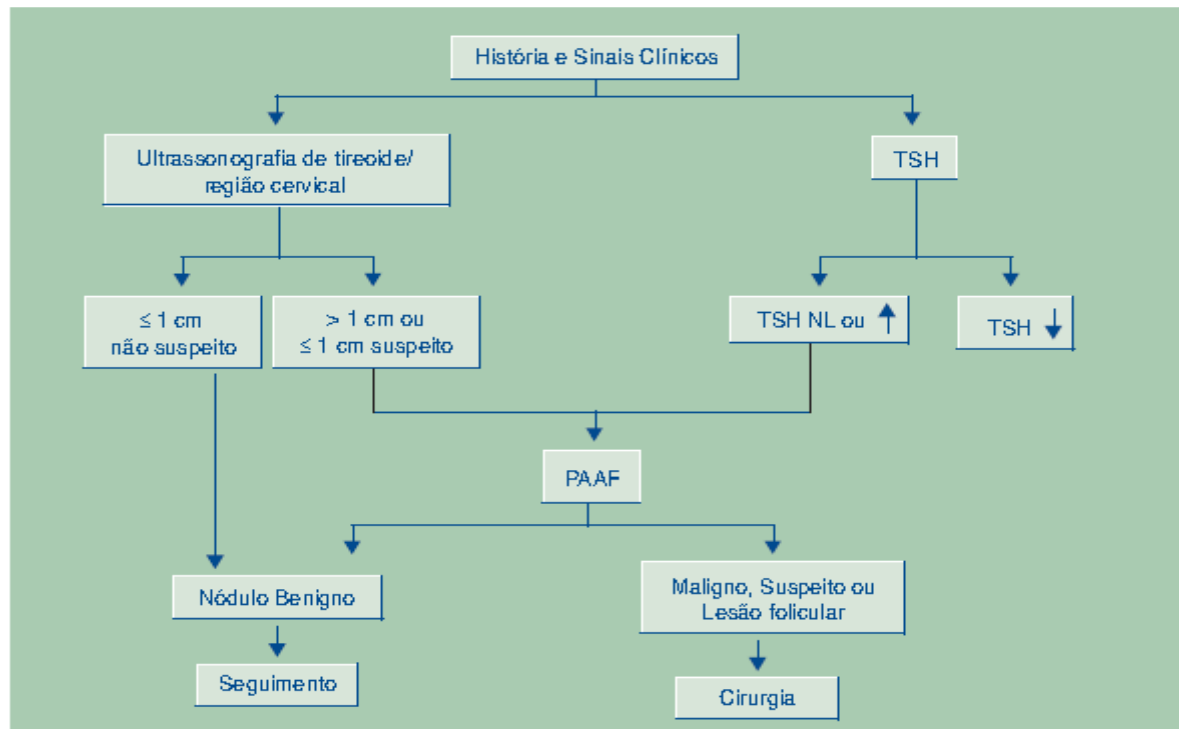 História e Sinais Clínicos
Ultrassonografia de tireoide/
região cervical
TSH
≤ 1 cm
não suspeito
> 1 cm ou
≤ 1 cm suspeito
TSH NL ou ↑
TSH ↓
PAAF
Nódulo Benigno
Maligno, Suspeito ou
Lesão folicular
Seguimento
Cirurgia